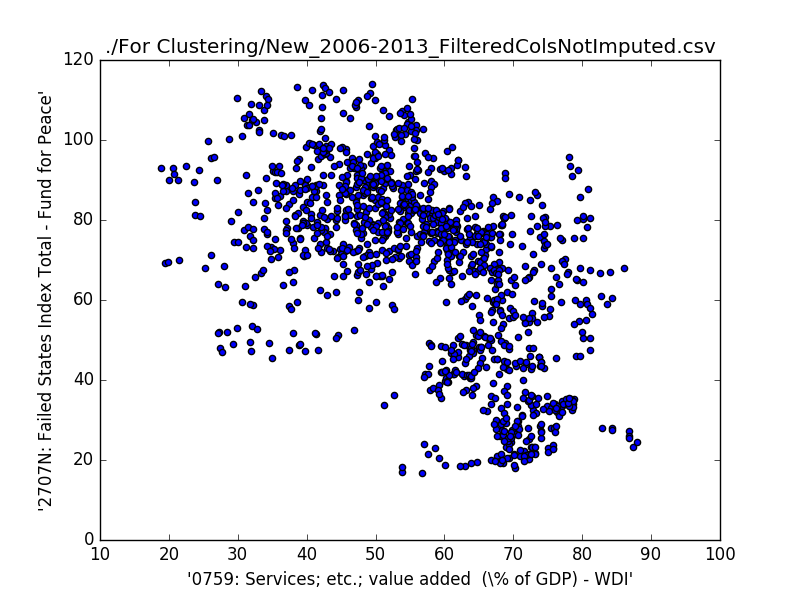 ./For Clustering/New_2006-2013_FilteredColsNotImputed.csv
120
100
80
60
40
20
0
'2707N: Failed States Index Total - Fund for Peace'
10 20 30 40 50 60 70 80 90 100
'0759: Services; etc.; value added  (\% of GDP) - WDI'